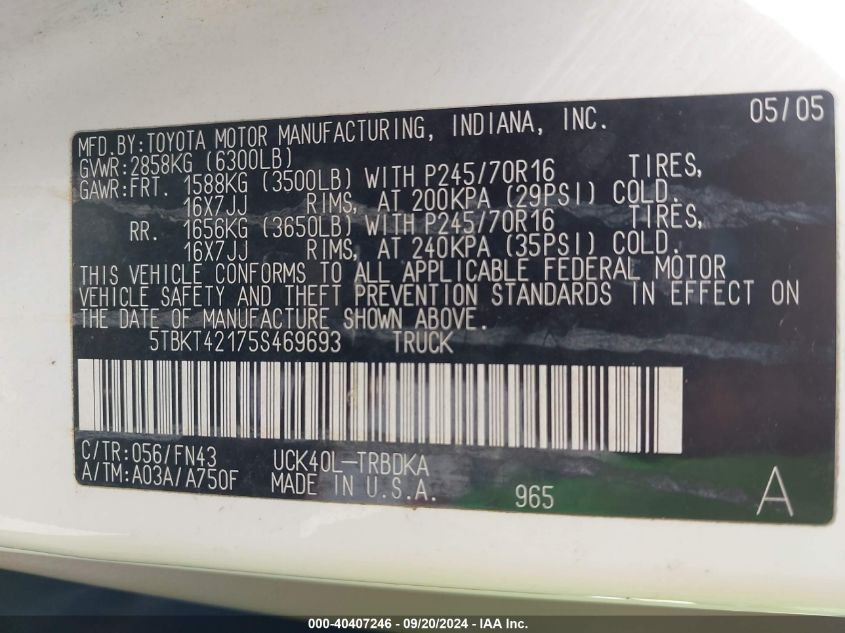 05/05
MFD.BY:TOYOTA MOTOR MANUFACTURING, INDIANA, INC.
GVWR:2858KG (6300LB)
GAWR:FRT. 1588KG (3500LB) WITH P245/70R16 TIRES,
16X7JJ RIMS, AT 200KPA (29PSI) COLD.
RR. 1656KG (3650LB) WITH P245/70R16 TIRES,
16X7JJ RIMS, AT 240KPA (35PSI) COLD.
THIS VEHICLE CONFORMS TO ALL APPLICABLE FEDERAL MOTOR
VEHICLE SAFETY AND THEFT PREVENTION STANDARDS IN EFFECT ON
THE DATE OF MANUFACTURE SHOWN ABOVE.
5TBKT42175S469693 TRUCK
C/TR:056/FN43 UCK40L-TRBDKA
A/TM:A03A/A750F MADE IN U.S.A.
965 A
000-40407246 - 09/20/2024 - IAA Inc.